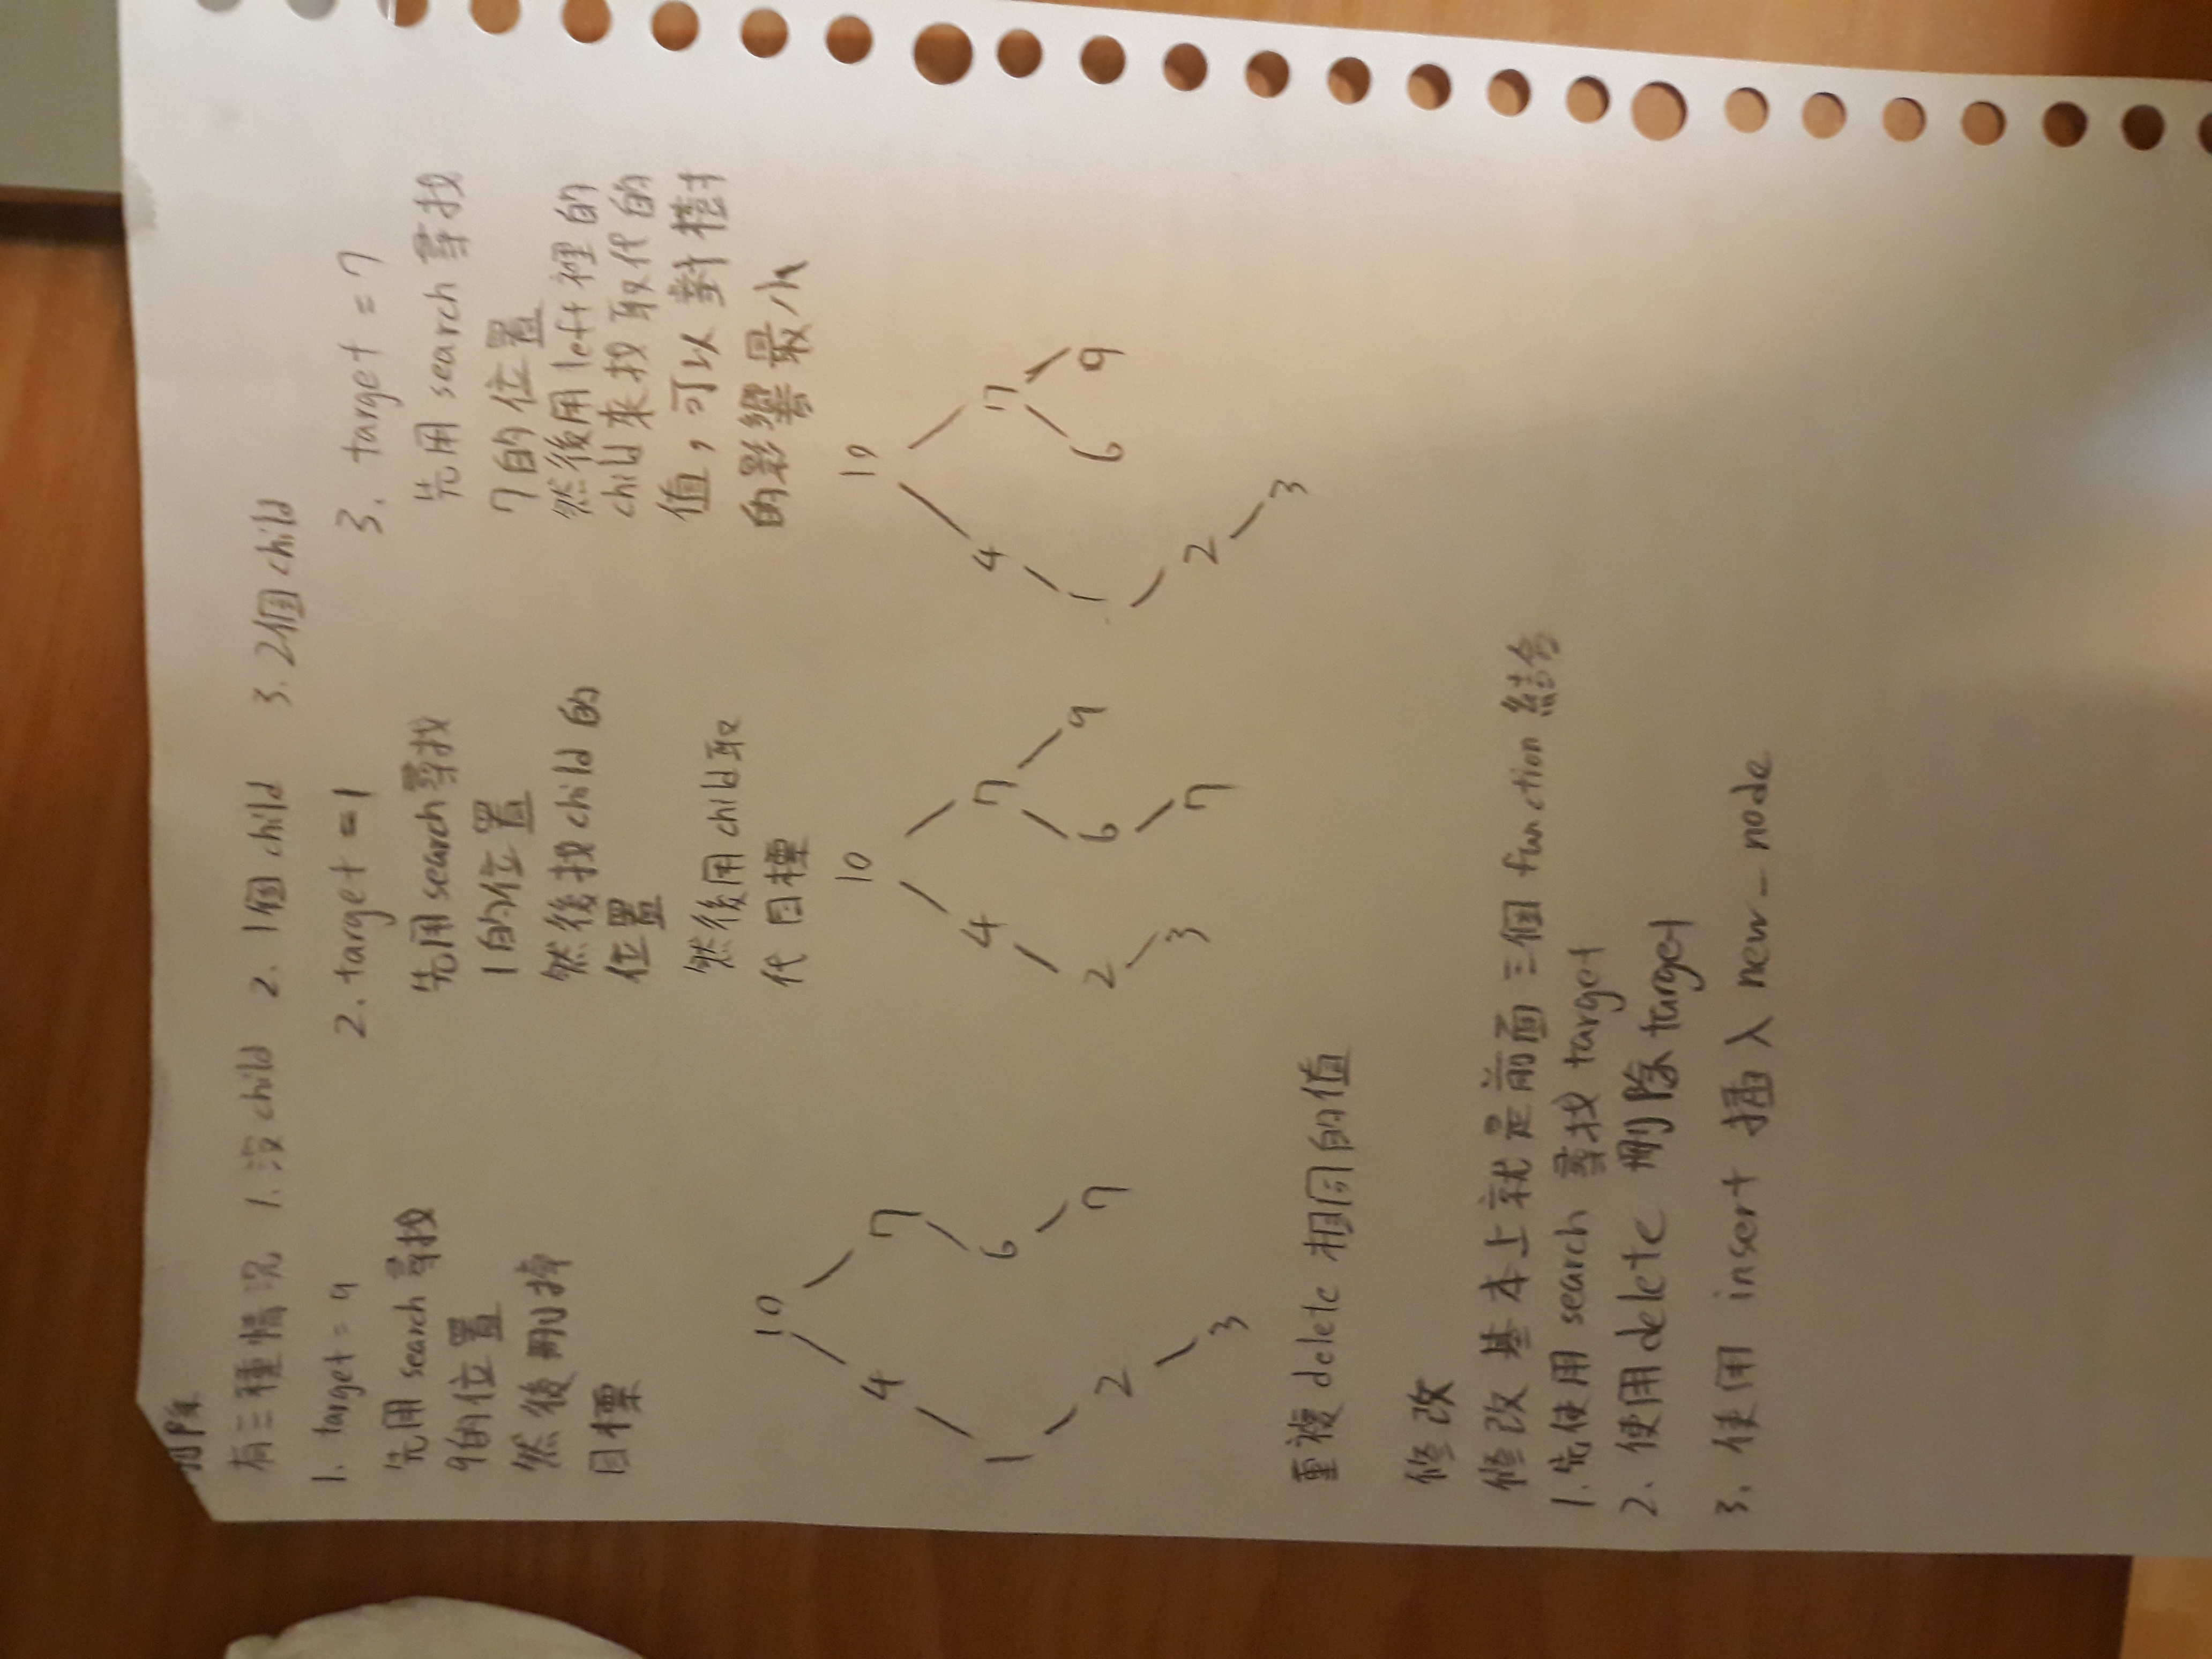 刪除
有三種情況 1. 沒child 2. 1個child 3. 2個child
1. target = 9
先用search尋找
9的位置
然後刪掉
目標
10
4 7
1 6
2 7
3
2. target = 1
先用search尋找
1的位置
然後找child的
位置
然後用child取
代目標
10
4 7
2 6 9
3 7
3. target = 7
先用search尋找
7的位置
然後用left裡的
child來找取代的
值，可以對樹
的影響最小
10
4 7
1 6 9
2
3
重複delete相同的值
修改
修改基本上就是前面三個function結合
1.先使用search尋找target
2. 使用delete刪除target
3. 使用insert插入new_node